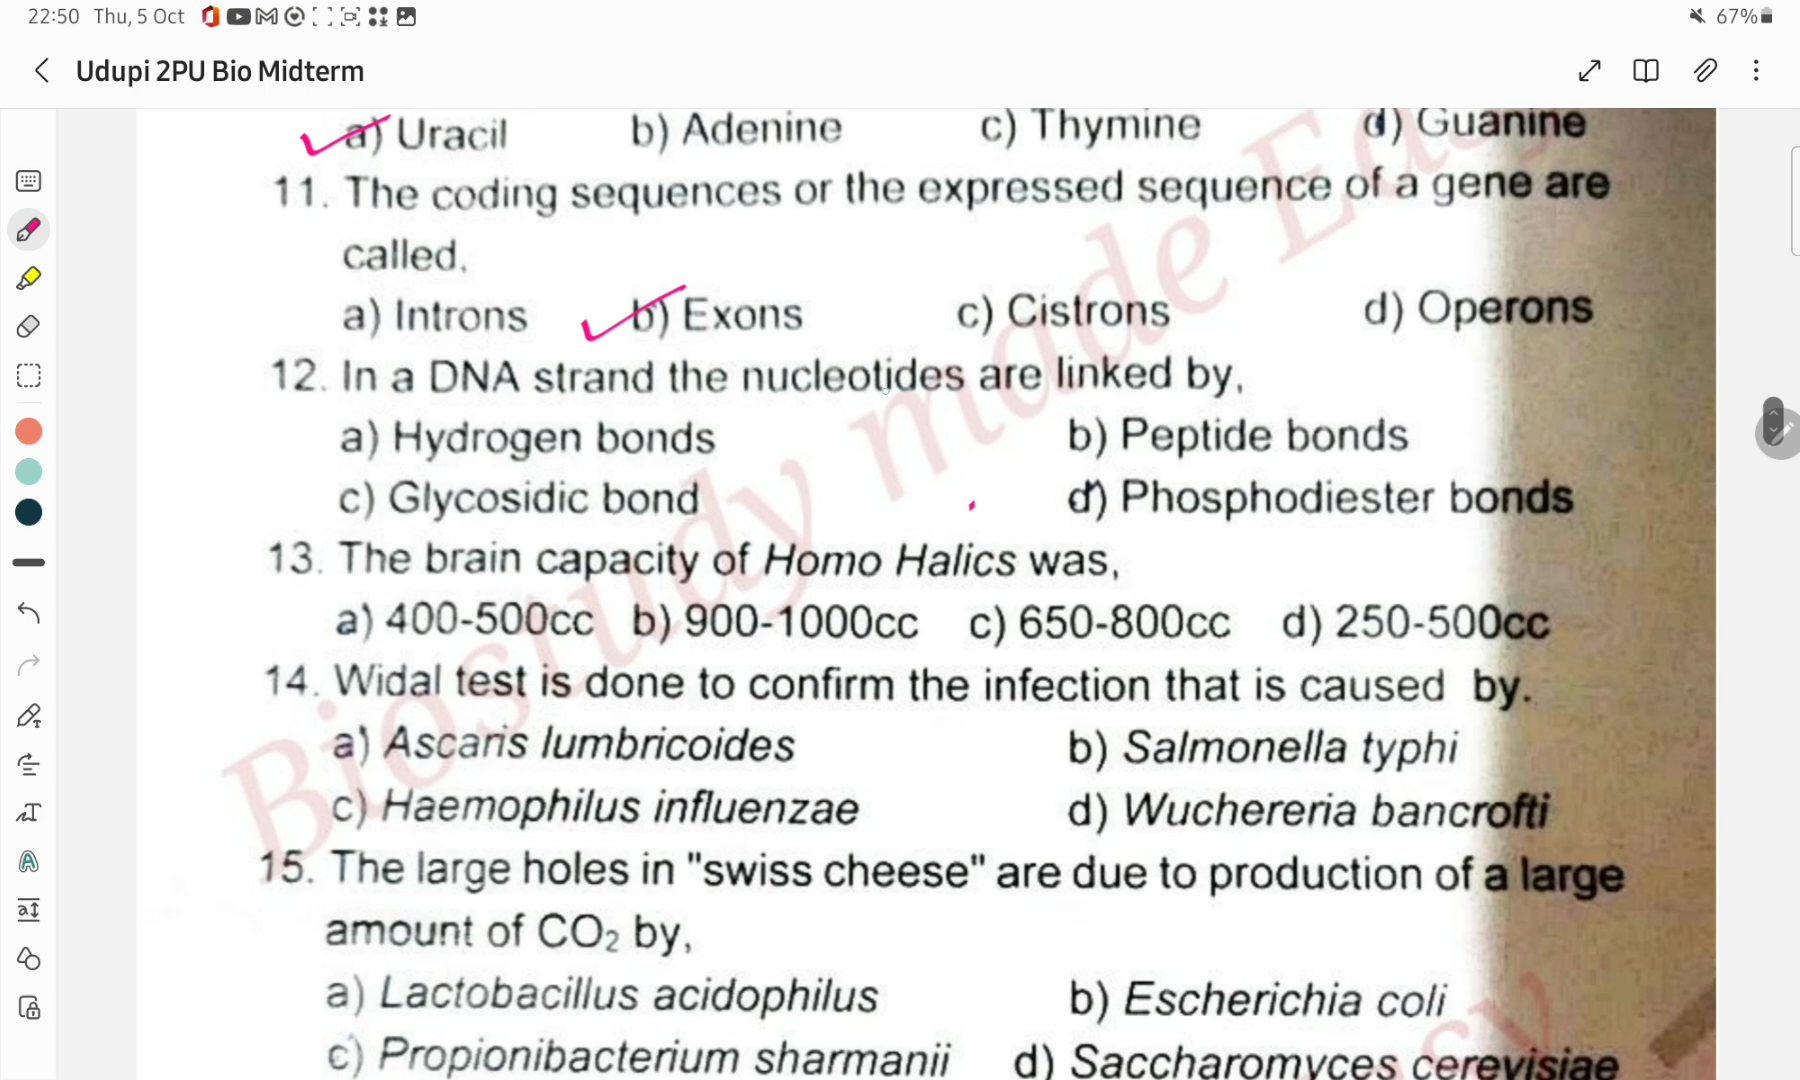 22:50 Thu, 5 Oct 67%
Udupi 2PU Bio Midterm
a) Uracil b) Adenine c) Thymine d) Guanine
11. The coding sequences or the expressed sequence of a gene are
called,
a) Introns b) Exons c) Cistrons d) Operons
12. In a DNA strand the nucleotides are linked by,
a) Hydrogen bonds b) Peptide bonds
c) Glycosidic bond d) Phosphodiester bonds
13. The brain capacity of Homo Halics was,
a) 400-500cc b) 900-1000cc c) 650-800cc d) 250-500cc
14. Widal test is done to confirm the infection that is caused by.
a) Ascaris lumbricoides b) Salmonella typhi
c) Haemophilus influenzae d) Wuchereria bancrofti
15. The large holes in "swiss cheese" are due to production of a large
amount of CO₂ by,
a) Lactobacillus acidophilus b) Escherichia coli
c) Propionibacterium sharmanii d) Saccharomyces cerevisiae
Biostudy made Easy